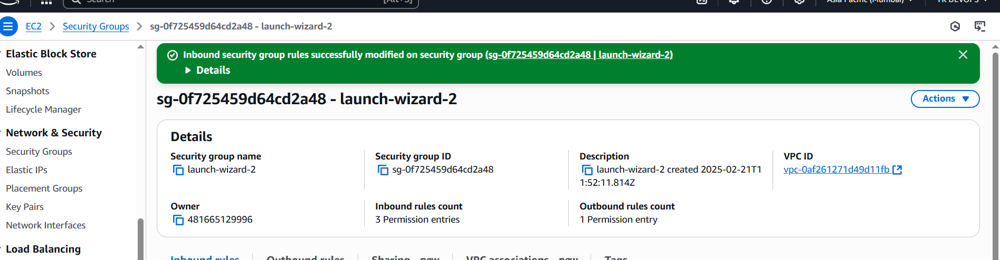 Search [Alt+S] Asia Pacific (Mumbai)
EC2 Security Groups sg-0f725459d64cd2a48 - launch-wizard-2
Elastic Block Store
Volumes
Snapshots
Lifecycle Manager
Network & Security
Security Groups
Elastic IPs
Placement Groups
Key Pairs
Network Interfaces
Load Balancing
Inbound security group rules successfully modified on security group (sg-0f725459d64cd2a48 | launch-wizard-2)
Details
sg-0f725459d64cd2a48 - launch-wizard-2
Actions
Details
Security group name
launch-wizard-2
Security group ID
sg-0f725459d64cd2a48
Description
launch-wizard-2 created 2025-02-21T1
1:52:11.814Z
VPC ID
vpc-0af261271d49d11fb
Owner
481665129996
Inbound rules count
3 Permission entries
Outbound rules count
1 Permission entry
Inbound rules Outbound rules Sharing new VPC associations new Tags